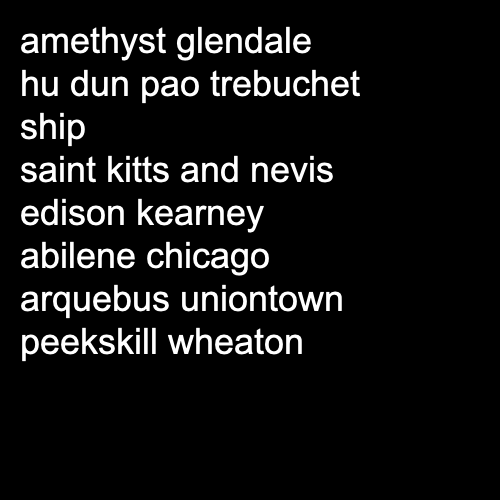 amethyst glendale
hu dun pao trebuchet
ship
saint kitts and nevis
edison kearney
abilene chicago
arquebus uniontown
peekskill wheaton